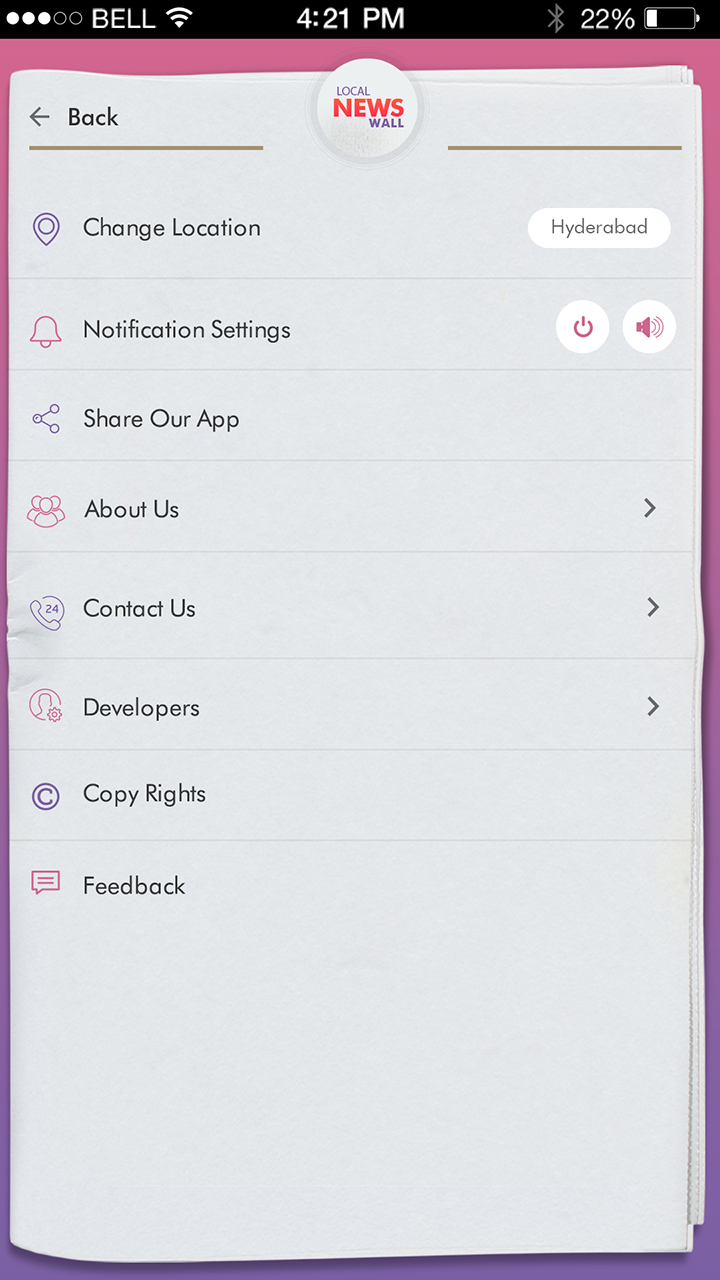 BELL 4:21 PM 22%
Back
LOCAL
NEWS
WALL
Change Location Hyderabad
Notification Settings
Share Our App
About Us
24 Contact Us
Developers
© Copy Rights
Feedback